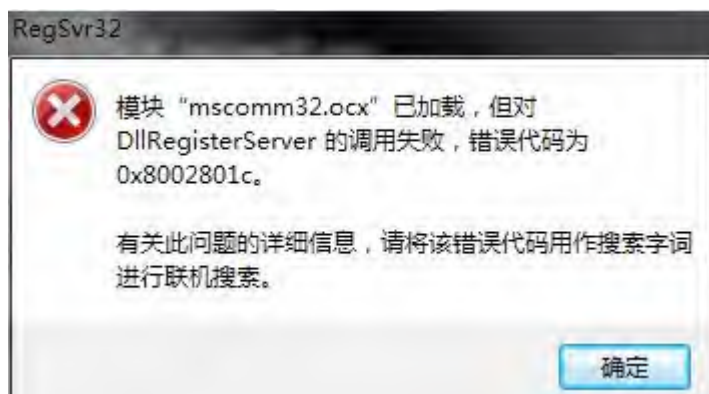 RegSvr32
模块“mscomm32.ocx”已加载，但对
DllRegisterServer 的调用失败，错误代码为
0x8002801c。
有关此问题的详细信息，请将该错误代码用作搜索字词
进行联机搜索。
确定